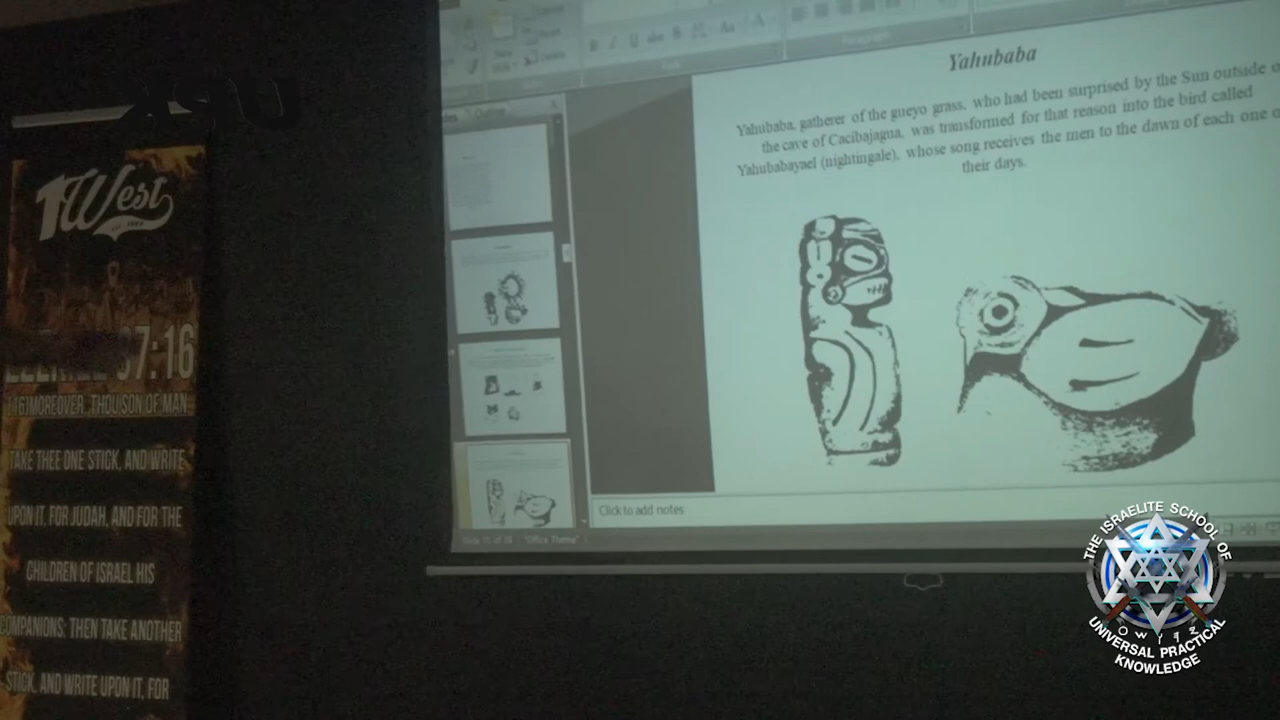 1West
:16
MOREOVER, THOU SON OF MAN
TAKE THEE ONE STICK, AND WRITE
UPON IT, FOR JUDAH, AND FOR THE
CHILDREN OF ISRAEL HIS
COMPANIONS: THEN TAKE ANOTHER
STICK, AND WRITE UPON IT, FOR
Yahubaba
Yahubaba, gatherer of the gueyo grass, who had been surprised by the Sun outside
the cave of Cacibajagua, was transformed for that reason into the bird called
Yahubabayael (nightingale), whose song receives the men to the dawn of each one
their days.
Click to add notes
"Office Theme"
THE ISRAELITE SCHOOL OF
UNIVERSAL PRACTICAL
KNOWLEDGE